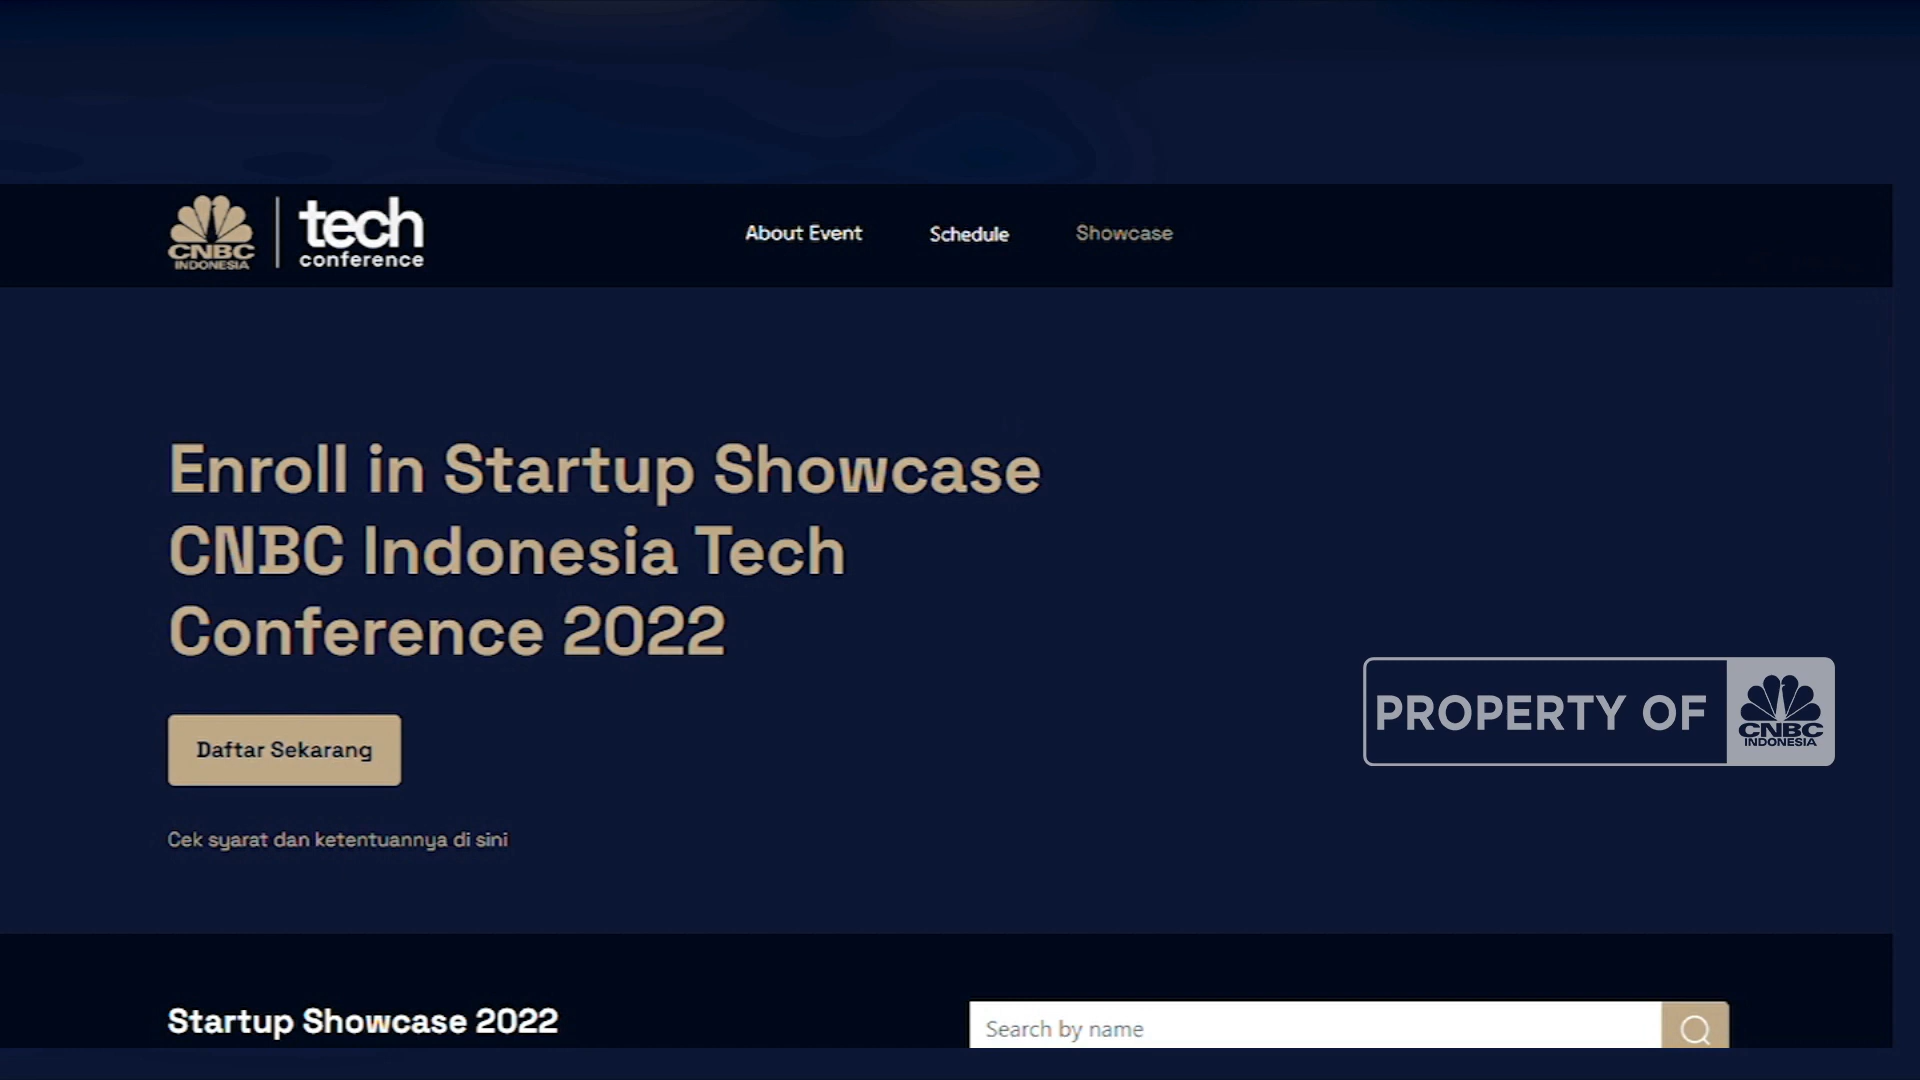 CNBC
INDONESIA
tech
conference
About Event
Schedule
Showcase
Enroll in Startup Showcase
CNBC Indonesia Tech
Conference 2022
PROPERTY OF
CNBC
INDONESIA
Daftar Sekarang
Cek syarat dan ketentuannya di sini
Startup Showcase 2022
Search by name